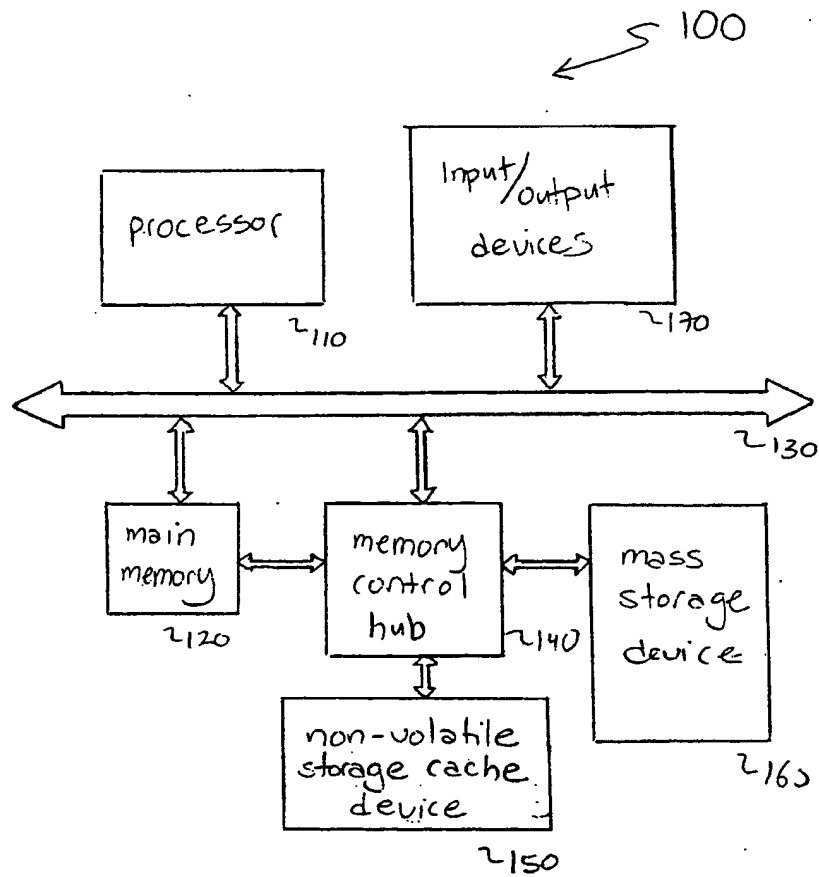 100
processor
110
Input/output
devices
170
130
main
memory
120
memory
control
hub
140
mass
storage
device
160
non-volatile
storage cache
device
150